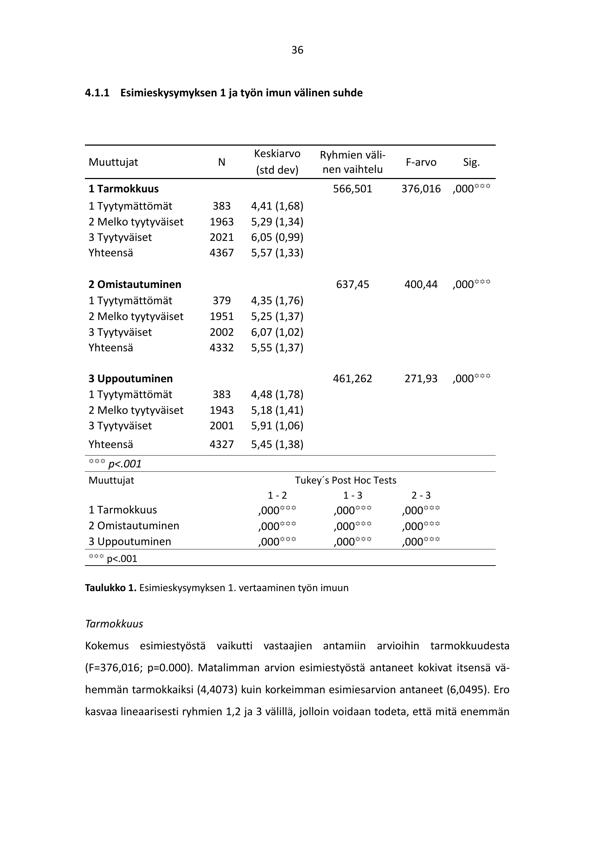 36
4.1.1 Esimieskysymyksen 1 ja työn imun välinen suhde
Muuttujat N Keskiarvo (std dev) Ryhmien väli-nen vaihtelu F-arvo Sig.
1 Tarmokkuus 566,501 376,016 ,000***
1 Tyytymättömät 383 4,41 (1,68)
2 Melko tyytyväiset 1963 5,29 (1,34)
3 Tyytyväiset 2021 6,05 (0,99)
Yhteensä 4367 5,57 (1,33)
2 Omistautuminen 637,45 400,44 ,000***
1 Tyytymättömät 379 4,35 (1,76)
2 Melko tyytyväiset 1951 5,25 (1,37)
3 Tyytyväiset 2002 6,07 (1,02)
Yhteensä 4332 5,55 (1,37)
3 Uppoutuminen 461,262 271,93 ,000***
1 Tyytymättömät 383 4,48 (1,78)
2 Melko tyytyväiset 1943 5,18 (1,41)
3 Tyytyväiset 2001 5,91 (1,06)
Yhteensä 4327 5,45 (1,38)
*** p<.001
Muuttujat Tukey´s Post Hoc Tests
1 - 2 1 - 3 2 - 3
1 Tarmokkuus ,000*** ,000*** ,000***
2 Omistautuminen ,000*** ,000*** ,000***
3 Uppoutuminen ,000*** ,000*** ,000***
*** p<.001
Taulukko 1. Esimieskysymyksen 1. vertaaminen työn imuun
Tarmokkuus
Kokemus esimiestyöstä vaikutti vastaajien antamiin arvioihin tarmokkuudesta
(F=376,016; p=0.000). Matalimman arvion esimiestyöstä antaneet kokivat itsensä vä-
hemmän tarmokkaiksi (4,4073) kuin korkeimman esimiesarvion antaneet (6,0495). Ero
kasvaa lineaarisesti ryhmien 1,2 ja 3 välillä, jolloin voidaan todeta, että mitä enemmän